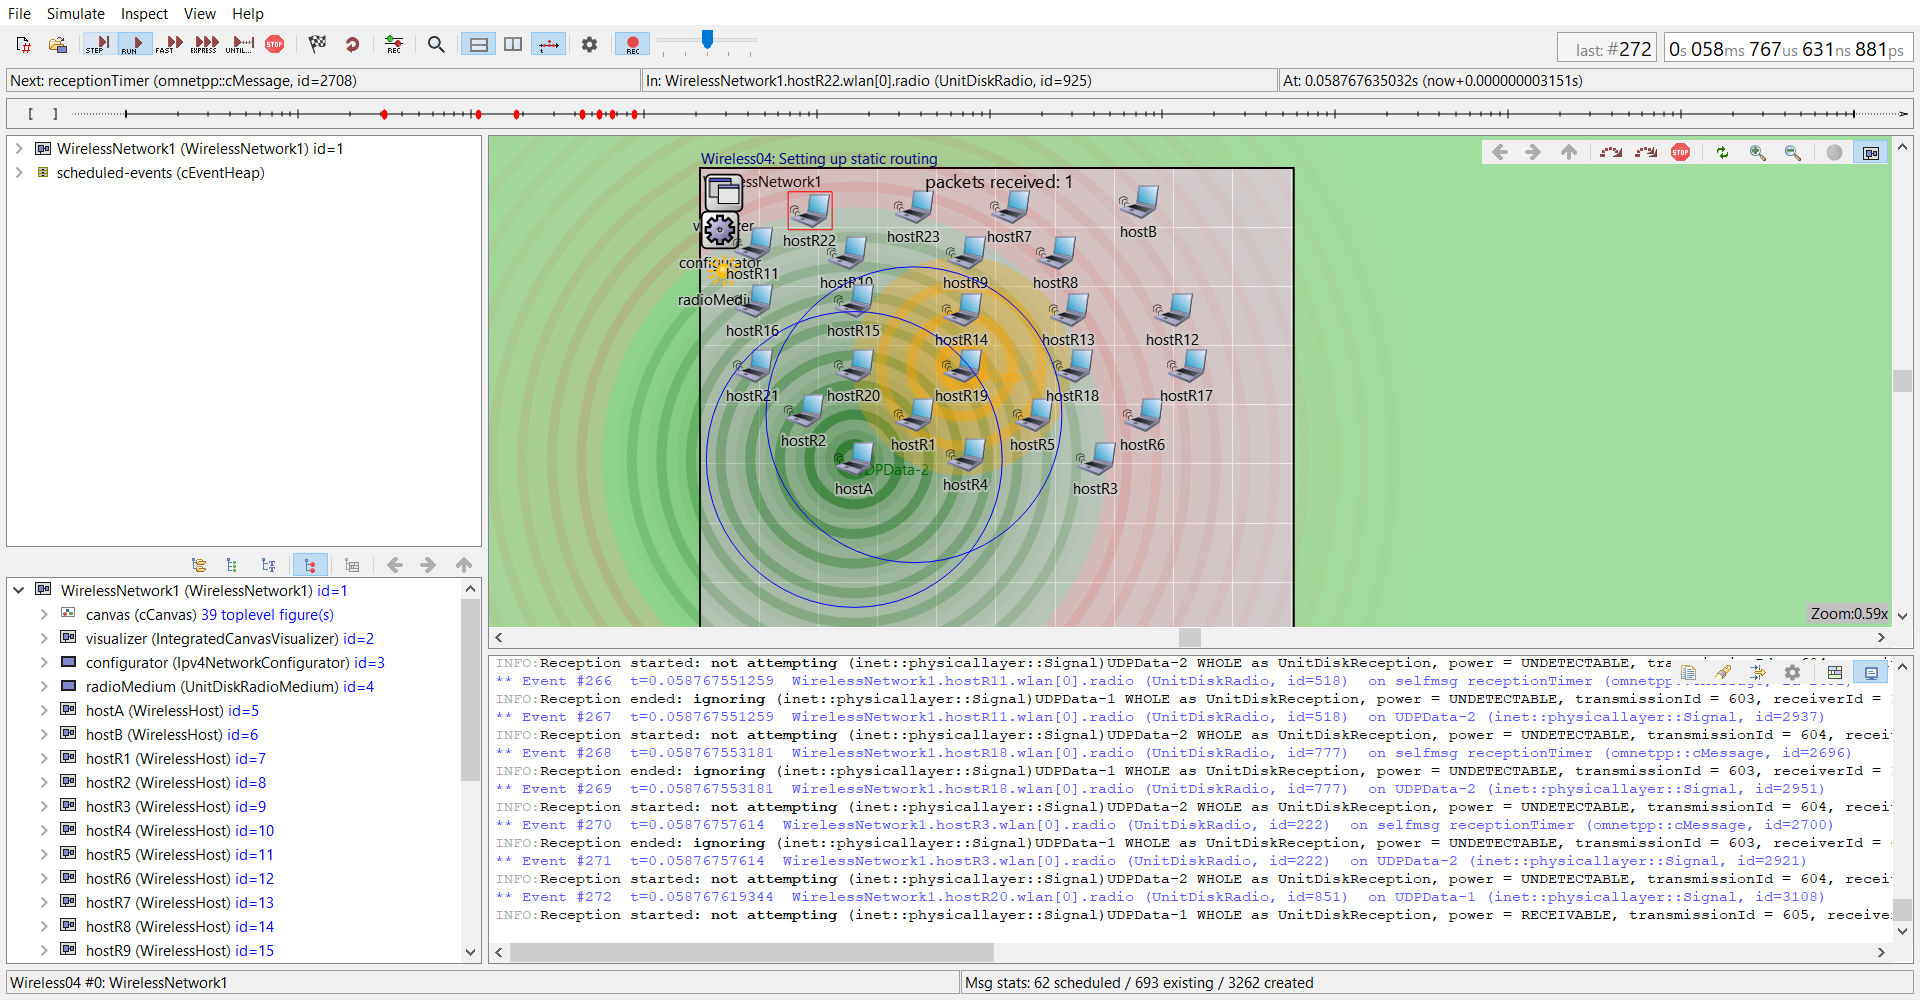 File Simulate Inspect View Help
STEP RUN FAST EXPRESS UNTIL... STOP REC REC
last: #272 0s 058ms 767us 631ns 881ps
Next: receptionTimer (omnetpp::cMessage, id=2708) In: WirelessNetwork1.hostR22.wlan[0].radio (UnitDiskRadio, id=925) At: 0.058767635032s (now+0.000000003151s)
[ ]
WirelessNetwork1 (WirelessNetwork1) id=1
scheduled-events (cEventHeap)
WirelessNetwork1 (WirelessNetwork1) id=1
canvas (cCanvas) 39 toplevel figure(s)
visualizer (IntegratedCanvasVisualizer) id=2
configurator (Ipv4NetworkConfigurator) id=3
radioMedium (UnitDiskRadioMedium) id=4
hostA (WirelessHost) id=5
hostB (WirelessHost) id=6
hostR1 (WirelessHost) id=7
hostR2 (WirelessHost) id=8
hostR3 (WirelessHost) id=9
hostR4 (WirelessHost) id=10
hostR5 (WirelessHost) id=11
hostR6 (WirelessHost) id=12
hostR7 (WirelessHost) id=13
hostR8 (WirelessHost) id=14
hostR9 (WirelessHost) id=15
Wireless04: Setting up static routing
STOP
essNetwork1 packets received: 1
hostB
hostR22 hostR23 hostR7
configurator
hostR11 hostR10 hostR9 hostR8
radioMedi
hostR16 hostR15 hostR14 hostR13 hostR12
hostR21 hostR20 hostR19 hostR18 hostR17
hostR2 hostR1 hostR5 hostR6
DPData-2
hostA hostR4 hostR3
Zoom:0.59x
INFO:Reception started: not attempting (inet::physicallayer::Signal)UDPData-2 WHOLE as UnitDiskReception, power = UNDETECTABLE, transmissionId = 604,
** Event #266 t=0.058767551259 WirelessNetwork1.hostR11.wlan[0].radio (UnitDiskRadio, id=518) on selfmsg receptionTimer (omnetpp::cMessage,
INFO:Reception ended: ignoring (inet::physicallayer::Signal)UDPData-1 WHOLE as UnitDiskReception, power = UNDETECTABLE, transmissionId = 603, receiverId =
** Event #267 t=0.058767551259 WirelessNetwork1.hostR11.wlan[0].radio (UnitDiskRadio, id=518) on UDPData-2 (inet::physicallayer::Signal, id=2937)
INFO:Reception started: not attempting (inet::physicallayer::Signal)UDPData-2 WHOLE as UnitDiskReception, power = UNDETECTABLE, transmissionId = 604, recei
** Event #268 t=0.058767553181 WirelessNetwork1.hostR18.wlan[0].radio (UnitDiskRadio, id=777) on selfmsg receptionTimer (omnetpp::cMessage, id=2696)
INFO:Reception ended: ignoring (inet::physicallayer::Signal)UDPData-1 WHOLE as UnitDiskReception, power = UNDETECTABLE, transmissionId = 603, receiverId =
** Event #269 t=0.058767553181 WirelessNetwork1.hostR18.wlan[0].radio (UnitDiskRadio, id=777) on UDPData-2 (inet::physicallayer::Signal, id=2951)
INFO:Reception started: not attempting (inet::physicallayer::Signal)UDPData-2 WHOLE as UnitDiskReception, power = UNDETECTABLE, transmissionId = 604, recei
** Event #270 t=0.05876757614 WirelessNetwork1.hostR3.wlan[0].radio (UnitDiskRadio, id=222) on selfmsg receptionTimer (omnetpp::cMessage, id=2700)
INFO:Reception ended: ignoring (inet::physicallayer::Signal)UDPData-1 WHOLE as UnitDiskReception, power = UNDETECTABLE, transmissionId = 603, receiverId =
** Event #271 t=0.05876757614 WirelessNetwork1.hostR3.wlan[0].radio (UnitDiskRadio, id=222) on UDPData-2 (inet::physicallayer::Signal, id=2921)
INFO:Reception started: not attempting (inet::physicallayer::Signal)UDPData-2 WHOLE as UnitDiskReception, power = UNDETECTABLE, transmissionId = 604, recei
** Event #272 t=0.058767619344 WirelessNetwork1.hostR20.wlan[0].radio (UnitDiskRadio, id=851) on UDPData-1 (inet::physicallayer::Signal, id=3108)
INFO:Reception started: not attempting (inet::physicallayer::Signal)UDPData-1 WHOLE as UnitDiskReception, power = RECEIVABLE, transmissionId = 605, receive
Wireless04 #0: WirelessNetwork1 Msg stats: 62 scheduled / 693 existing / 3262 created